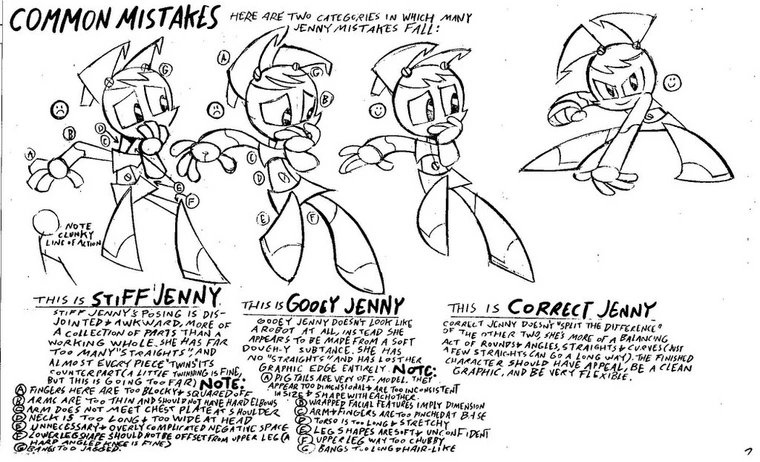 COMMON MISTAKES
HERE ARE TWO CATEGORIES IN WHICH MANY
JENNY MISTAKES FALL:
A
B
C
D
E
F
G
NOTE
CLUNKY
LINE OF ACTION
A
G
B
C
D
E
F
THIS IS STIFF JENNY
STIFF JENNY'S POSING IS DIS-
JOINTED & AWKWARD, MORE OF
A COLLECTION OF PARTS THAN A
WORKING WHOLE. SHE HAS FAR
TOO MANY "STRAIGHTS" AND
ALMOST EVERY PIECE "TWINS" ITS
COUNTERPART (A LITTLE TWINNING IS FINE,
BUT THIS IS GOING TOO FAR) NOTE:
A FINGERS HERE ARE TOO BLOCKY & SQUARED OFF
B ARMS ARE TOO THIN AND SHOULD NOT HAVE HARD ELBOWS
C ARM DOES NOT MEET CHEST PLATE AT SHOULDER
D NECK IS TOO LONG & TOO WIDE AT HEAD
E UNNECESSARY & OVERLY COMPLICATED NEGATIVE SPACE
F LOWER LEG SHAPE SHOULD NOT BE OFFSET FROM UPPER LEG (A
HARD ANGLED KNEE IS FINE)
G BANGS TOO JAGGED.
THIS IS GOOEY JENNY
GOOEY JENNY DOESN'T LOOK LIKE
A ROBOT AT ALL, INSTEAD SHE
APPEARS TO BE MADE FROM A SOFT
DOUGH-Y SUBTANCE. SHE HAS
NO "STRAIGHTS" AND HAS LOST HER
GRAPHIC EDGE ENTIRELY. NOTE:
A PIGTAILS ARE VERY OFF-MODEL. THEY
APPEAR TOO DIMENSIONAL & ARE TOO INCONSISTENT
IN SIZE & SHAPE WITH EACHOTHER.
B WRAPPED FACIAL FEATURES IMPLY DIMENSION
C ARM & FINGERS ARE TOO PINCHED AT BASE
D TORSO IS TOO LONG & STRETCHY
E LEG SHAPES ARE SOFT & UNCONFIDENT
F UPPER LEG WAY TOO CHUBBY
G BANGS TOO LONG & HAIR-LIKE
THIS IS CORRECT JENNY
CORRECT JENNY DOESN'T "SPLIT THE DIFFERENCE"
OF THE OTHER TWO, SHE'S MORE OF A BALANCING
ACT OF ROUNDS & ANGLES, STRAIGHTS & CURVES (JUST
A FEW STRAIGHTS CAN GO A LONG WAY). THE FINISHED
CHARACTER SHOULD HAVE APPEAL, BE A CLEAN
GRAPHIC, AND BE VERY FLEXIBLE.